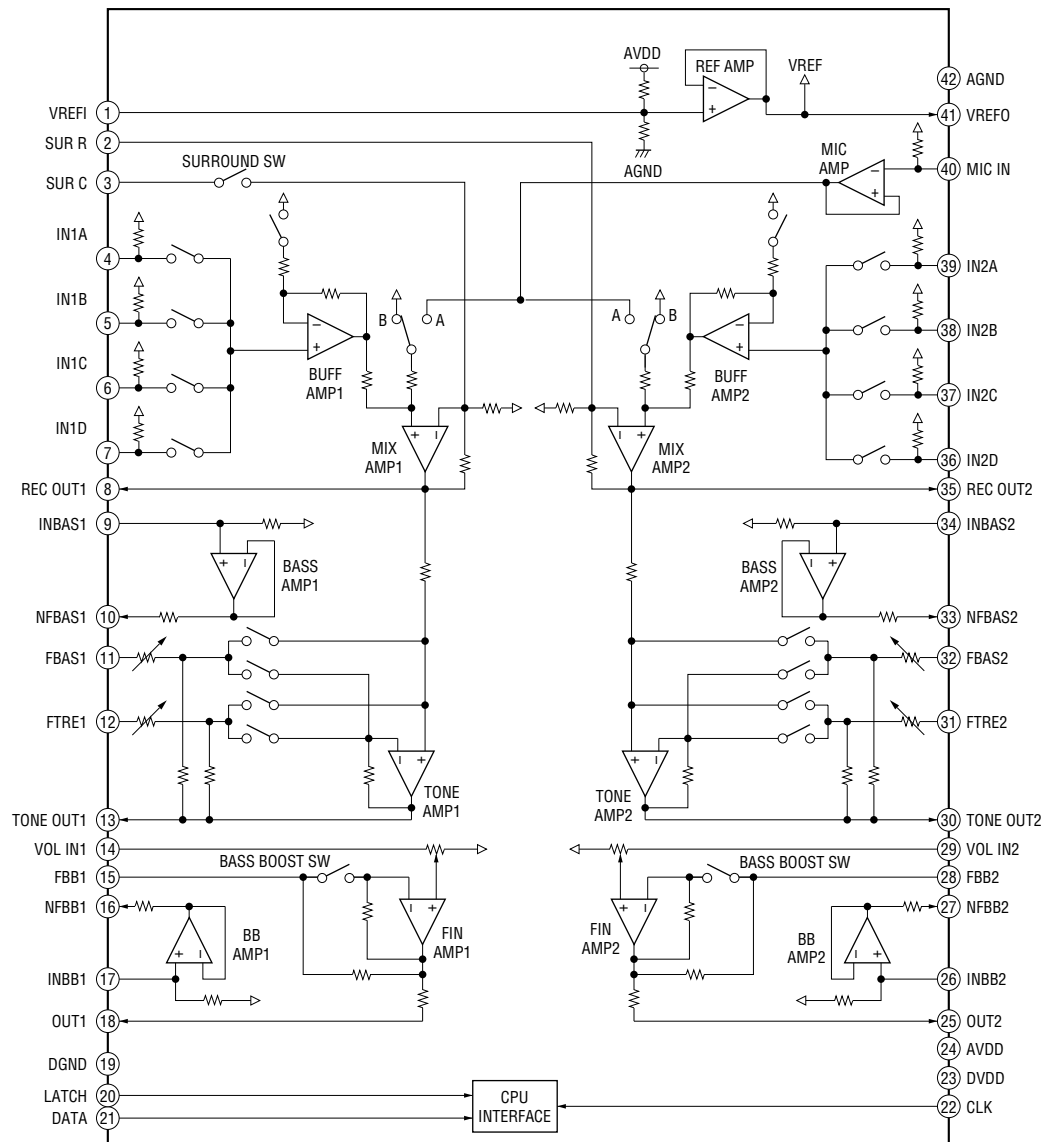 AVDD
REF AMP
VREF
42 AGND
VREFI 1
41 VREFO
SUR R 2
AGND
MIC
AMP
40 MIC IN
SURROUND SW
SUR C 3
IN1A
4
39 IN2A
IN1B
5
B A
A B
38 IN2B
IN1C
6
BUFF
AMP1
BUFF
AMP2
37 IN2C
IN1D
7
MIX
AMP1
MIX
AMP2
36 IN2D
REC OUT1 8
35 REC OUT2
INBAS1 9
34 INBAS2
BASS
AMP1
BASS
AMP2
NFBAS1 10
33 NFBAS2
FBAS1 11
32 FBAS2
FTRE1 12
31 FTRE2
TONE
AMP1
TONE
AMP2
TONE OUT1 13
30 TONE OUT2
VOL IN1 14
29 VOL IN2
BASS BOOST SW
BASS BOOST SW
FBB1 15
28 FBB2
NFBB1 16
27 NFBB2
BB
AMP1
FIN
AMP1
FIN
AMP2
BB
AMP2
INBB1 17
26 INBB2
OUT1 18
25 OUT2
24 AVDD
DGND 19
23 DVDD
LATCH 20
CPU
INTERFACE
22 CLK
DATA 21